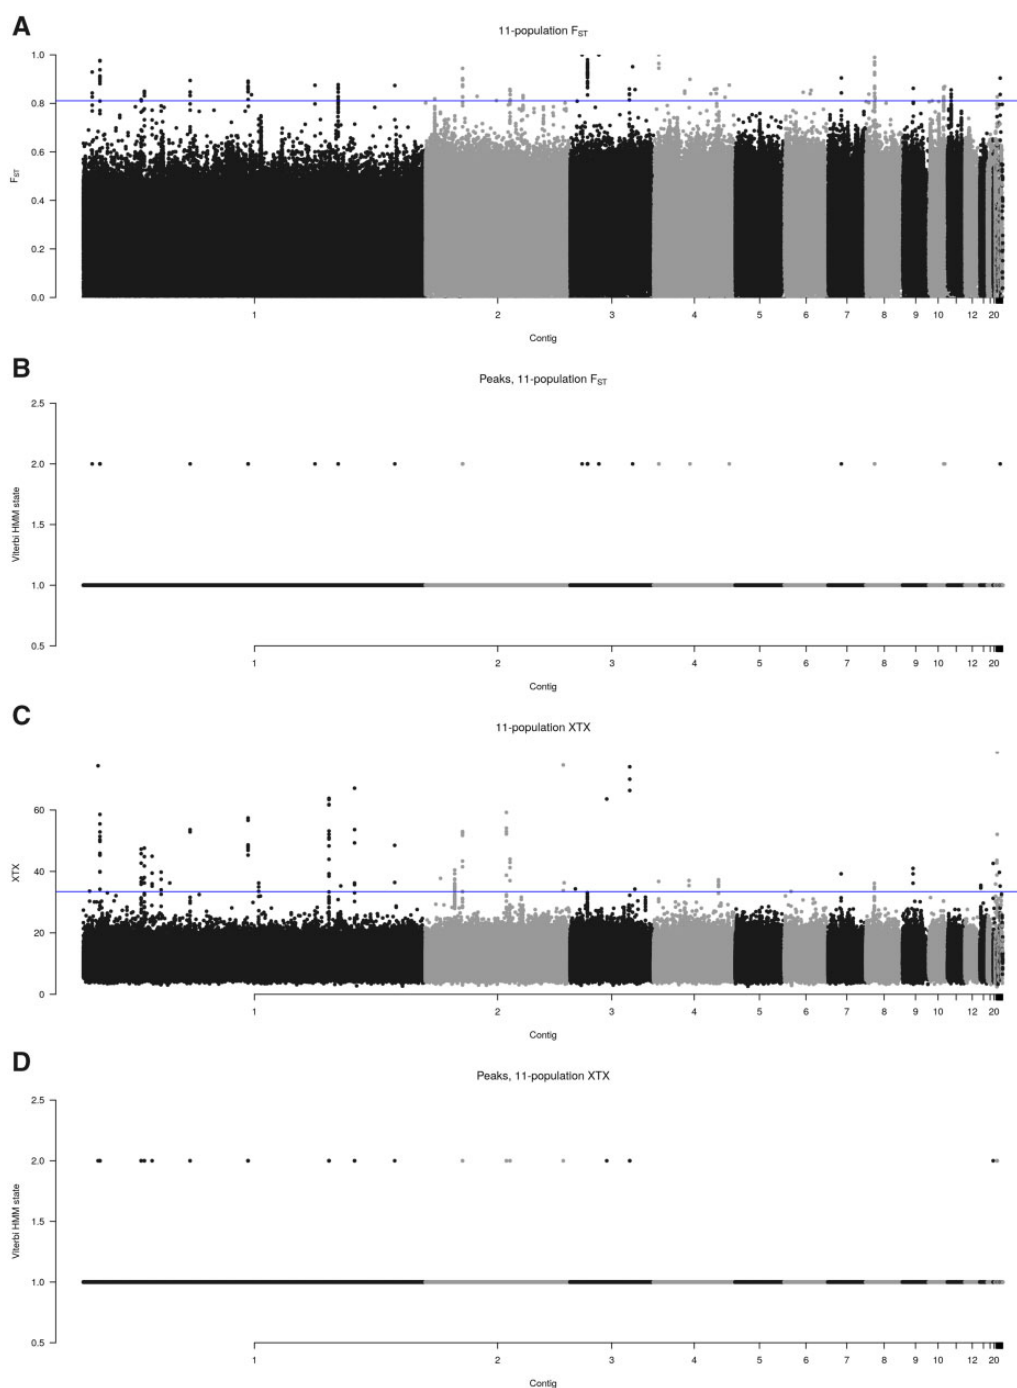 A
11-population FST
1.0
0.8
0.6
0.4
0.2
0.0
FST
1 2 3 4 5 6 7 8 9 10 12 20
Contig
B
Peaks, 11-population FST
2.5
2.0
1.5
1.0
0.5
Viterbi HMM state
1 2 3 4 5 6 7 8 9 10 12 20
Contig
C
11-population XTX
60
40
20
0
XTX
1 2 3 4 5 6 7 8 9 10 12 20
Contig
D
Peaks, 11-population XTX
2.5
2.0
1.5
1.0
0.5
Viterbi HMM state
1 2 3 4 5 6 7 8 9 10 12 20
Contig